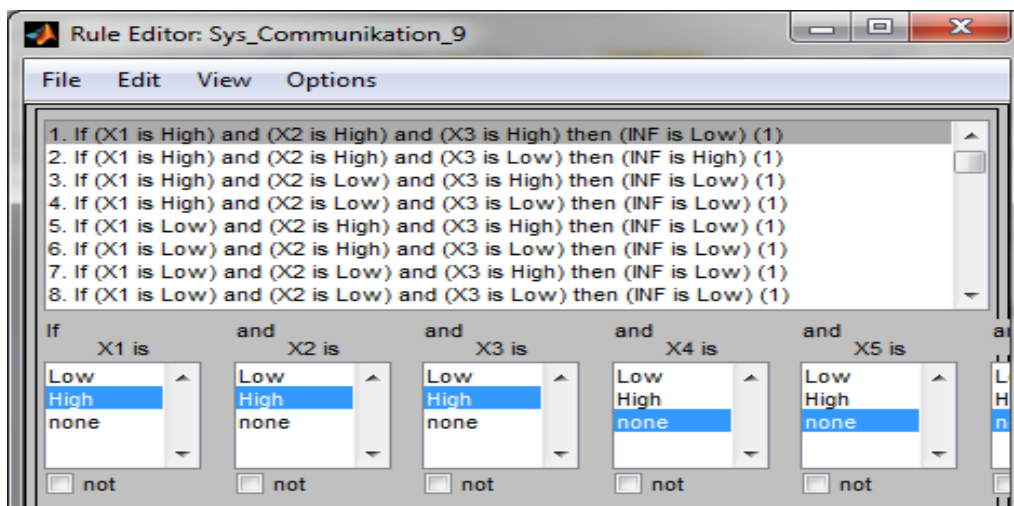 Rule Editor: Sys_Communikation_9
File Edit View Options
1. If (X1 is High) and (X2 is High) and (X3 is High) then (INF is Low) (1)
2. If (X1 is High) and (X2 is High) and (X3 is Low) then (INF is High) (1)
3. If (X1 is High) and (X2 is Low) and (X3 is High) then (INF is Low) (1)
4. If (X1 is High) and (X2 is Low) and (X3 is Low) then (INF is Low) (1)
5. If (X1 is Low) and (X2 is High) and (X3 is High) then (INF is Low) (1)
6. If (X1 is Low) and (X2 is High) and (X3 is Low) then (INF is Low) (1)
7. If (X1 is Low) and (X2 is Low) and (X3 is High) then (INF is Low) (1)
8. If (X1 is Low) and (X2 is Low) and (X3 is Low) then (INF is Low) (1)
If and and and and
X1 is X2 is X3 is X4 is X5 is
Low Low Low Low Low
High High High High High
none none none none none
not not not not not